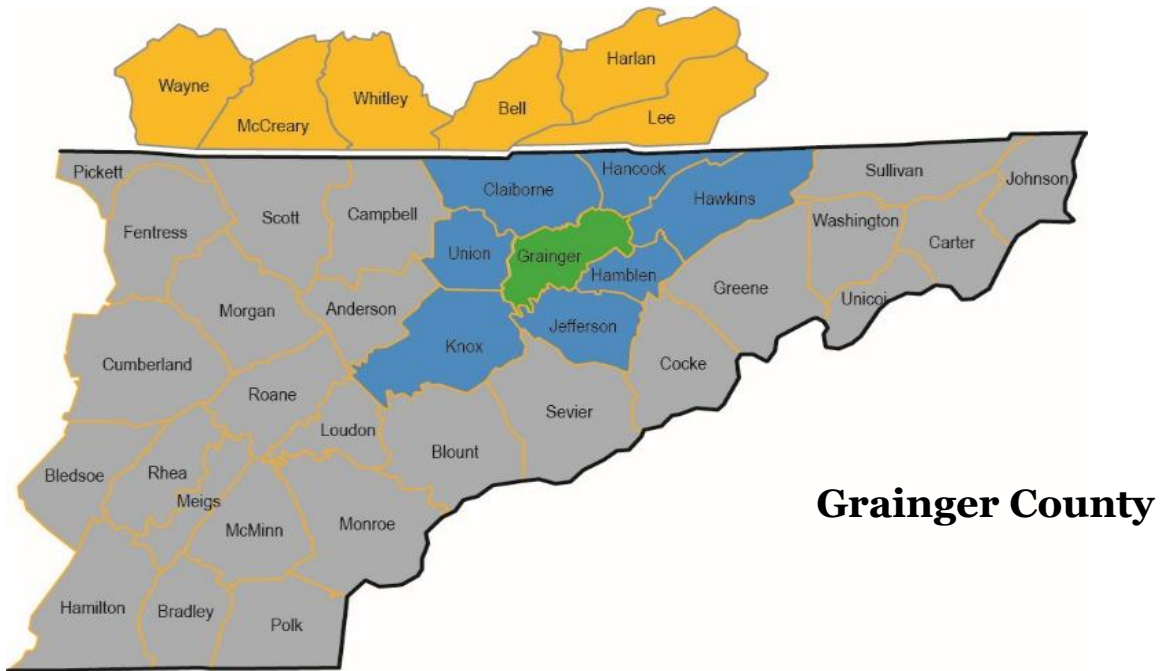 Harlan
Wayne
Whitley
Bell
Lee
McCreary
Pickett
Hancock
Sullivan
Johnson
Claiborne
Hawkins
Scott
Campbell
Washington
Fentress
Carter
Union
Grainger
Hamblen
Greene
Unicoi
Morgan
Anderson
Jefferson
Knox
Cumberland
Cocke
Roane
Sevier
Loudon
Blount
Bledsoe
Rhea
Meigs
Grainger County
McMinn
Monroe
Hamilton
Bradley
Polk